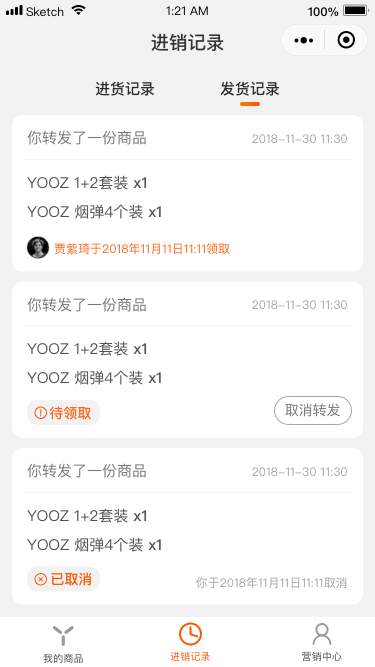 Sketch 1:21 AM 100%
进销记录
进货记录 发货记录
你转发了一份商品 2018-11-30 11:30
YOOZ 1+2套装 x1
YOOZ 烟弹4个装 x1
贾紫琦于2018年11月11日11:11领取
你转发了一份商品 2018-11-30 11:30
YOOZ 1+2套装 x1
YOOZ 烟弹4个装 x1
待领取 取消转发
你转发了一份商品 2018-11-30 11:30
YOOZ 1+2套装 x1
YOOZ 烟弹4个装 x1
已取消 你于2018年11月11日11:11取消
我的商品 进销记录 营销中心